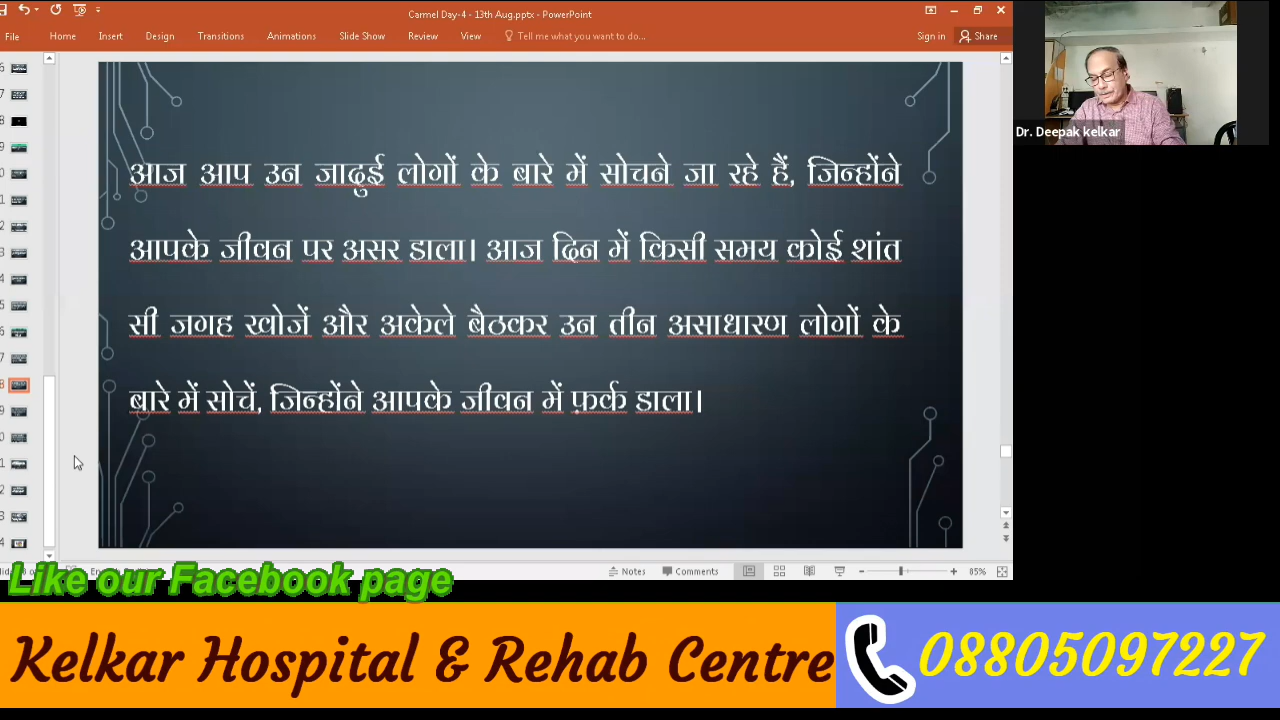 Carmel Day-4 - 13th Aug.pptx - PowerPoint
File Home Insert Design Transitions Animations Slide Show Review View Tell me what you want to do... Sign in Share
Dr. Deepak kelkar
आज आप उन जाढुई लोगों के बारे में सोचने जा रहे हैं, जिन्होंने
आपके जीवन पर असर डाला। आज दिन में किसी समय कोई शांत
सी जगह खोजें और अकेले बैठकर उन तीन असाधारण लोगों के
बारे में सोचें, जिन्होंने आपके जीवन में फ़र्क डाला।
Notes Comments 85%
Like our Facebook page
Kelkar Hospital & Rehab Centre 08805097227